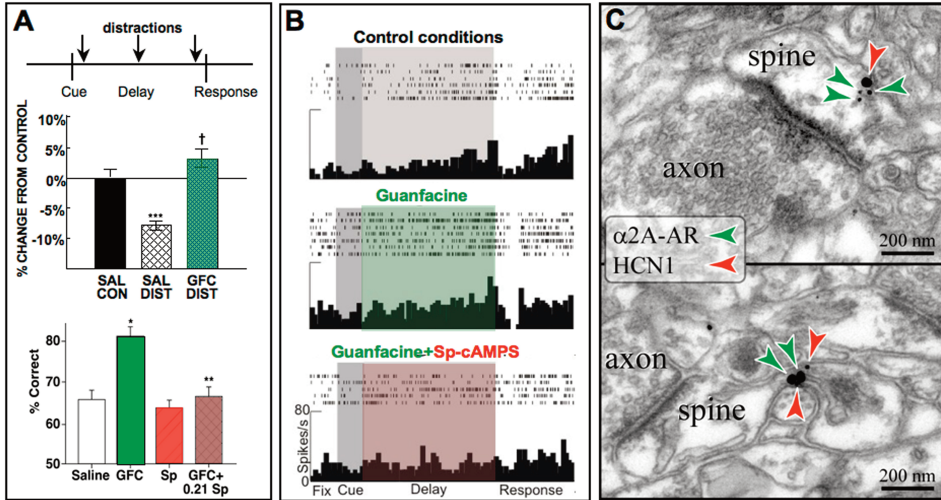 A
distractions
Cue
Delay
Response
% CHANGE FROM CONTROL
10%
5%
0%
-5%
-10%
***
†
SAL CON
SAL DIST
GFC DIST
% Correct
80
70
60
50
*
**
Saline
GFC
Sp
GFC+ 0.21 Sp
B
Control conditions
Guanfacine
Guanfacine+Sp-cAMPS
80
Spikes/s
0
Fix
Cue
Delay
Response
C
spine
axon
200 nm
α2A-AR
HCN1
axon
spine
200 nm